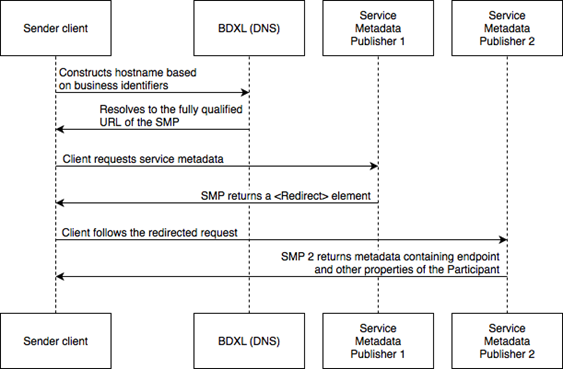 Sender client
BDXL (DNS)
Service
Metadata
Publisher 1
Service
Metadata
Publisher 2
Constructs hostname based
on business identifiers
Resolves to the fully qualified
URL of the SMP
Client requests service metadata
SMP returns a <Redirect> element
Client follows the redirected request
SMP 2 returns metadata containing endpoint
and other properties of the Participant
Sender client
BDXL (DNS)
Service
Metadata
Publisher 1
Service
Metadata
Publisher 2